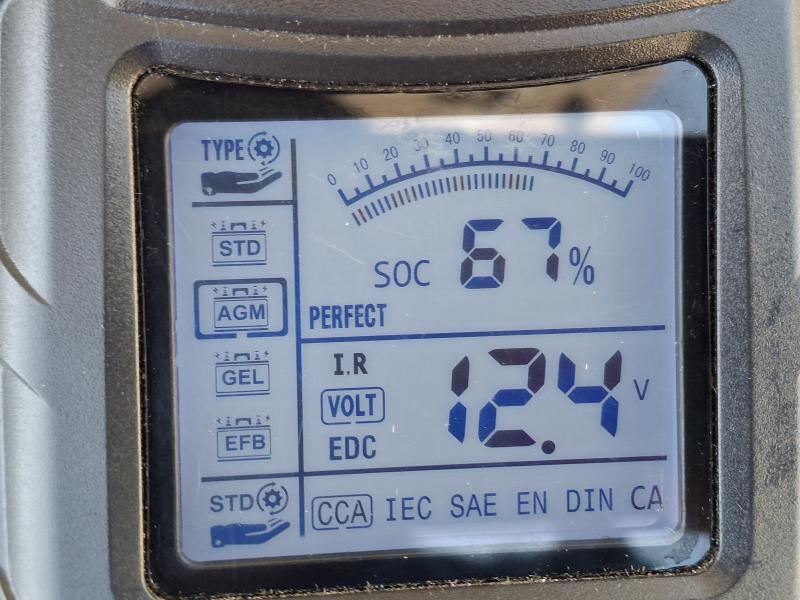 TYPE
0 10 20 30 40 50 60 70 80 90 100
STD
AGM
GEL
EFB
SOC 67%
PERFECT
I.R
VOLT
EDC
12.4 V
STD
CCA IEC SAE EN DIN CA